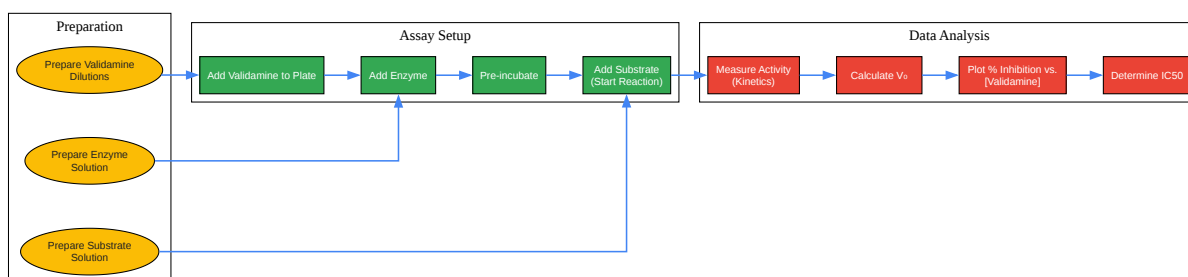 Preparation
Prepare Validamine
Dilutions
Prepare Enzyme
Solution
Prepare Substrate
Solution
Assay Setup
Add Validamine to Plate
Add Enzyme
Pre-incubate
Add Substrate
(Start Reaction)
Data Analysis
Measure Activity
(Kinetics)
Calculate V₀
Plot % Inhibition vs.
[Validamine]
Determine IC50